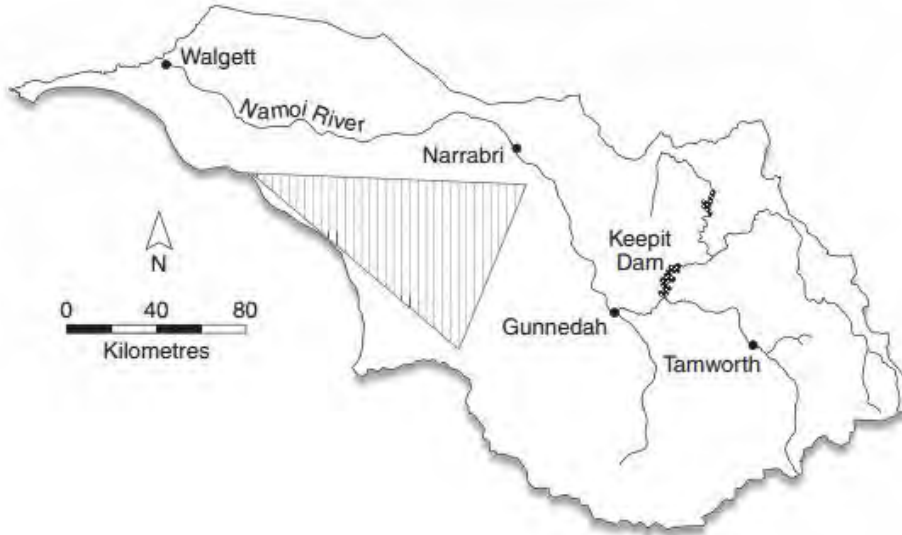 Walgett
Namoi River
Narrabri
Keepit
Dam
N
0 40 80
Kilometres
Gunnedah
Tamworth